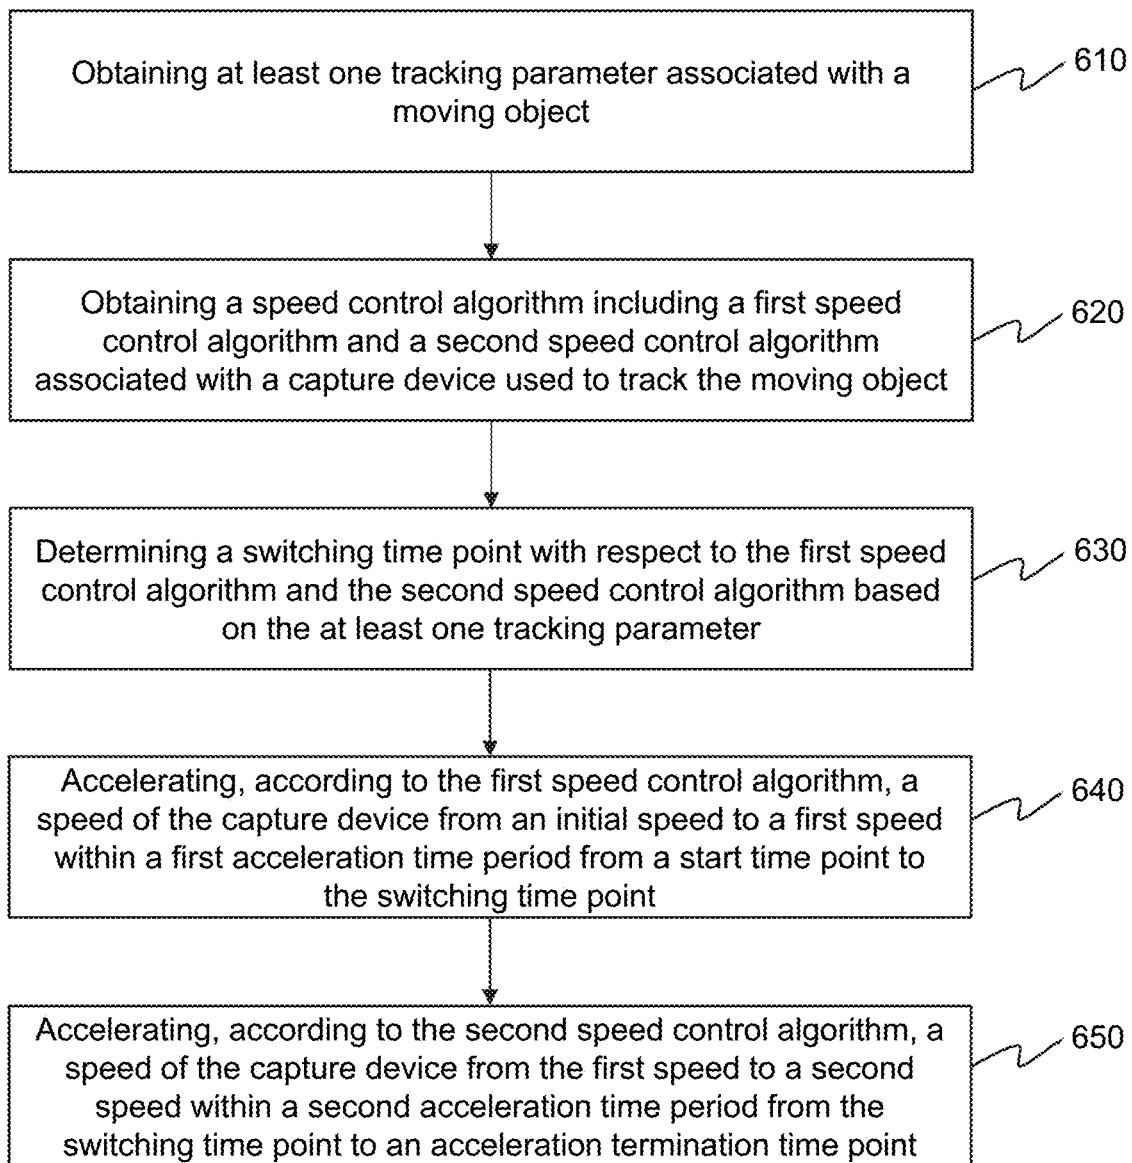 Obtaining at least one tracking parameter associated with a
moving object
610
Obtaining a speed control algorithm including a first speed
control algorithm and a second speed control algorithm
associated with a capture device used to track the moving object
620
Determining a switching time point with respect to the first speed
control algorithm and the second speed control algorithm based
on the at least one tracking parameter
630
Accelerating, according to the first speed control algorithm, a
speed of the capture device from an initial speed to a first speed
within a first acceleration time period from a start time point to
the switching time point
640
Accelerating, according to the second speed control algorithm, a
speed of the capture device from the first speed to a second
speed within a second acceleration time period from the
switching time point to an acceleration termination time point
650